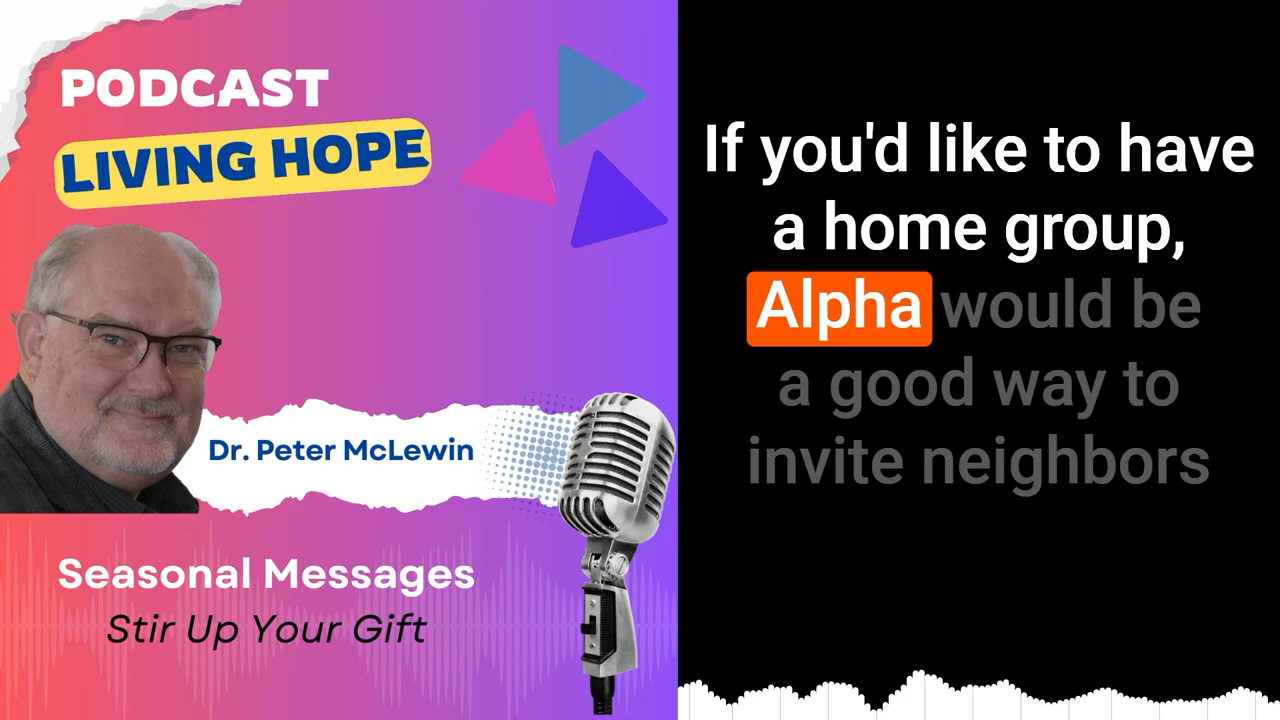 PODCAST
LIVING HOPE
Dr. Peter McLewin
Seasonal Messages
Stir Up Your Gift
If you'd like to have
a home group,
Alpha would be
a good way to
invite neighbors